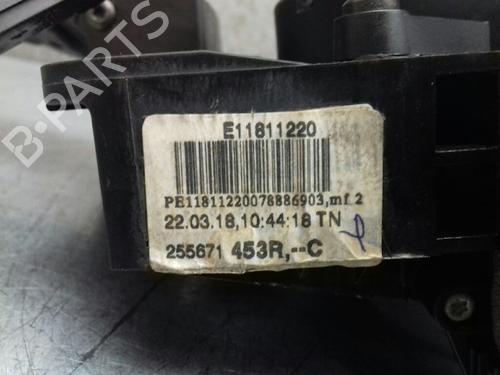 B-PARTS
E11811220
PE11811220078886903,mf.2
22.03.18,10:44:18 TN
255671 453R,--C